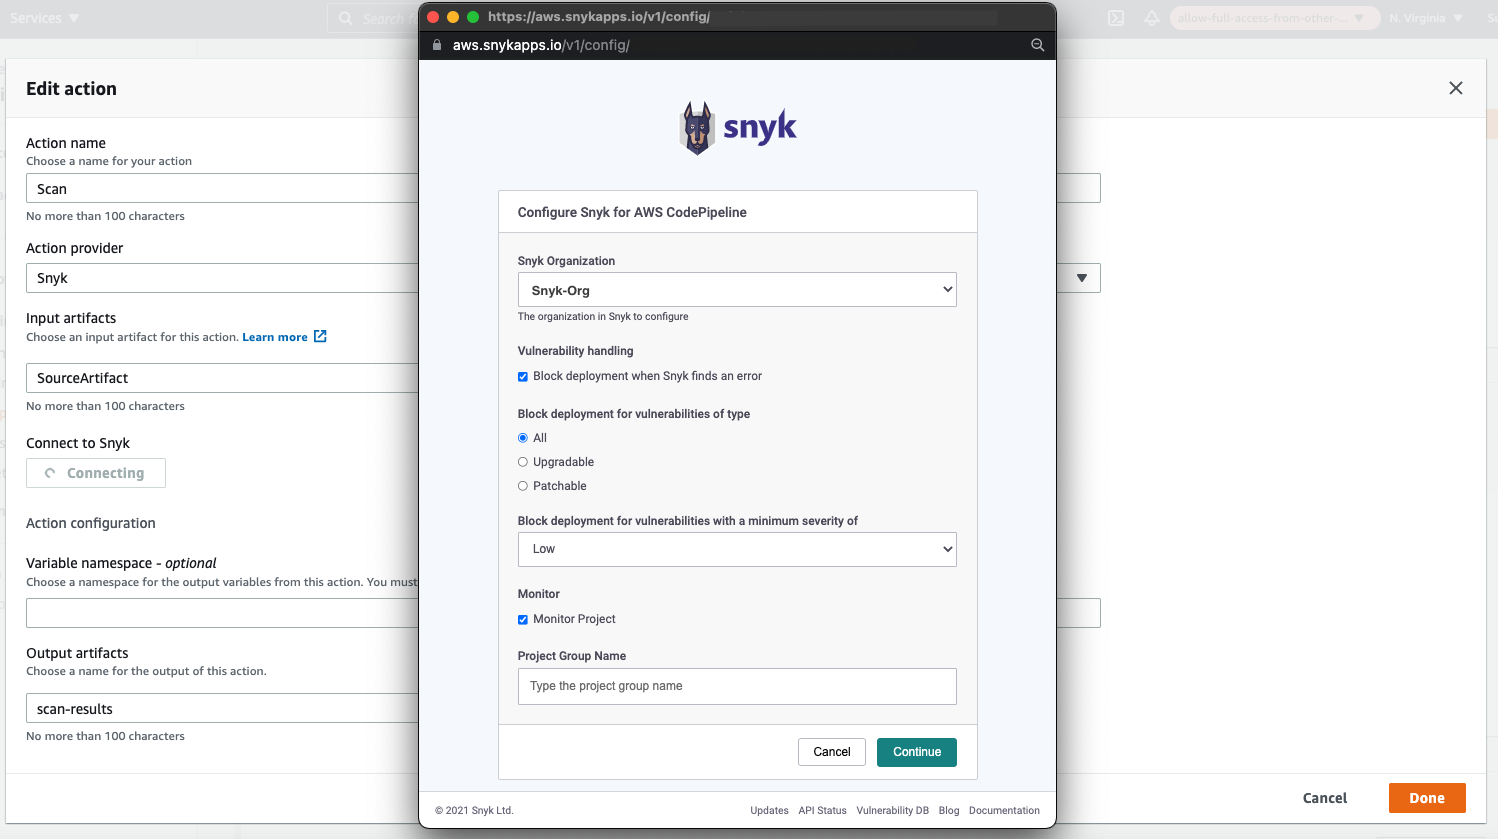 Services
Search
https://aws.snykapps.io/v1/config/
allow-full-access-from-other-...
N. Virginia
aws.snykapps.io/v1/config/
Edit action
Action name
Choose a name for your action
Scan
No more than 100 characters
Action provider
Snyk
Input artifacts
Choose an input artifact for this action. Learn more
SourceArtifact
No more than 100 characters
Connect to Snyk
Connecting
Action configuration
Variable namespace - optional
Choose a namespace for the output variables from this action. You must
Output artifacts
Choose a name for the output of this action.
scan-results
No more than 100 characters
snyk
Configure Snyk for AWS CodePipeline
Snyk Organization
Snyk-Org
The organization in Snyk to configure
Vulnerability handling
Block deployment when Snyk finds an error
Block deployment for vulnerabilities of type
All
Upgradable
Patchable
Block deployment for vulnerabilities with a minimum severity of
Low
Monitor
Monitor Project
Project Group Name
Type the project group name
Cancel Continue
© 2021 Snyk Ltd. Updates API Status Vulnerability DB Blog Documentation
Cancel Done